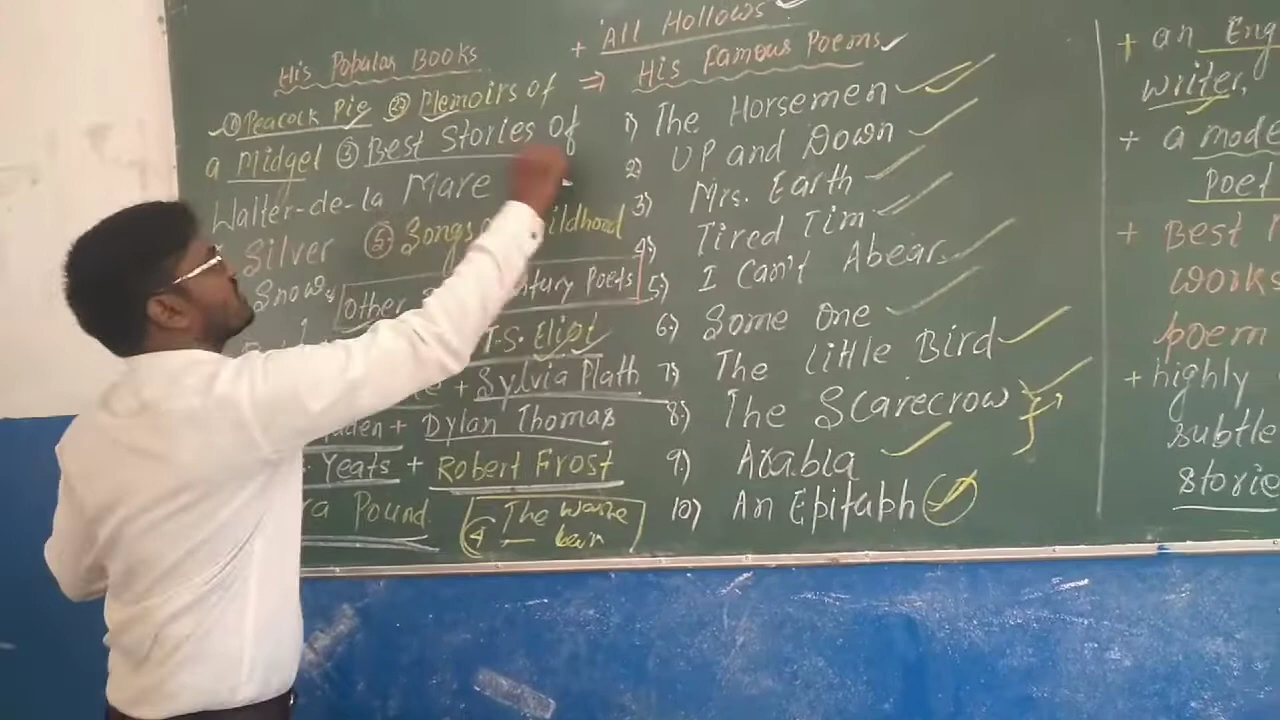 His Popular Books
① Peacock Pie ② Memoirs of
a Midget ③ Best Stories of
Walter-de-la Mare
Silver ⑤ Songs of Childhood
Snow,
Other Century Poets
T.S. Eliot
+ Sylvia Plath
+ Dylan Thomas
Yeats + Robert Frost
Pound. The Waste
+ All Hollows
⇒ His Famous Poems
1) The Horsemen
2) UP and Down
3) Mrs. Earth
4) Tired Tim
5) I Can't Abear
6) Some One
7) The Little Bird
8) The Scarecrow
9) Arabia
10) An Epitaph
+ an Eng
writer,
+ a mode
Poet
+ Best
works
poem
+ highly
subtle
storie